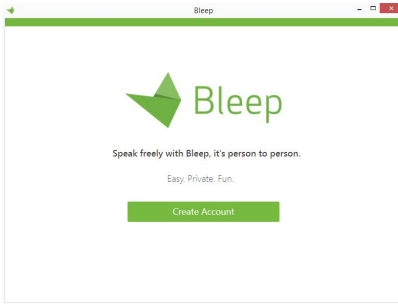 Bleep
Bleep
Speak freely with Bleep, it's person to person.
Easy. Private. Fun.
Create Account